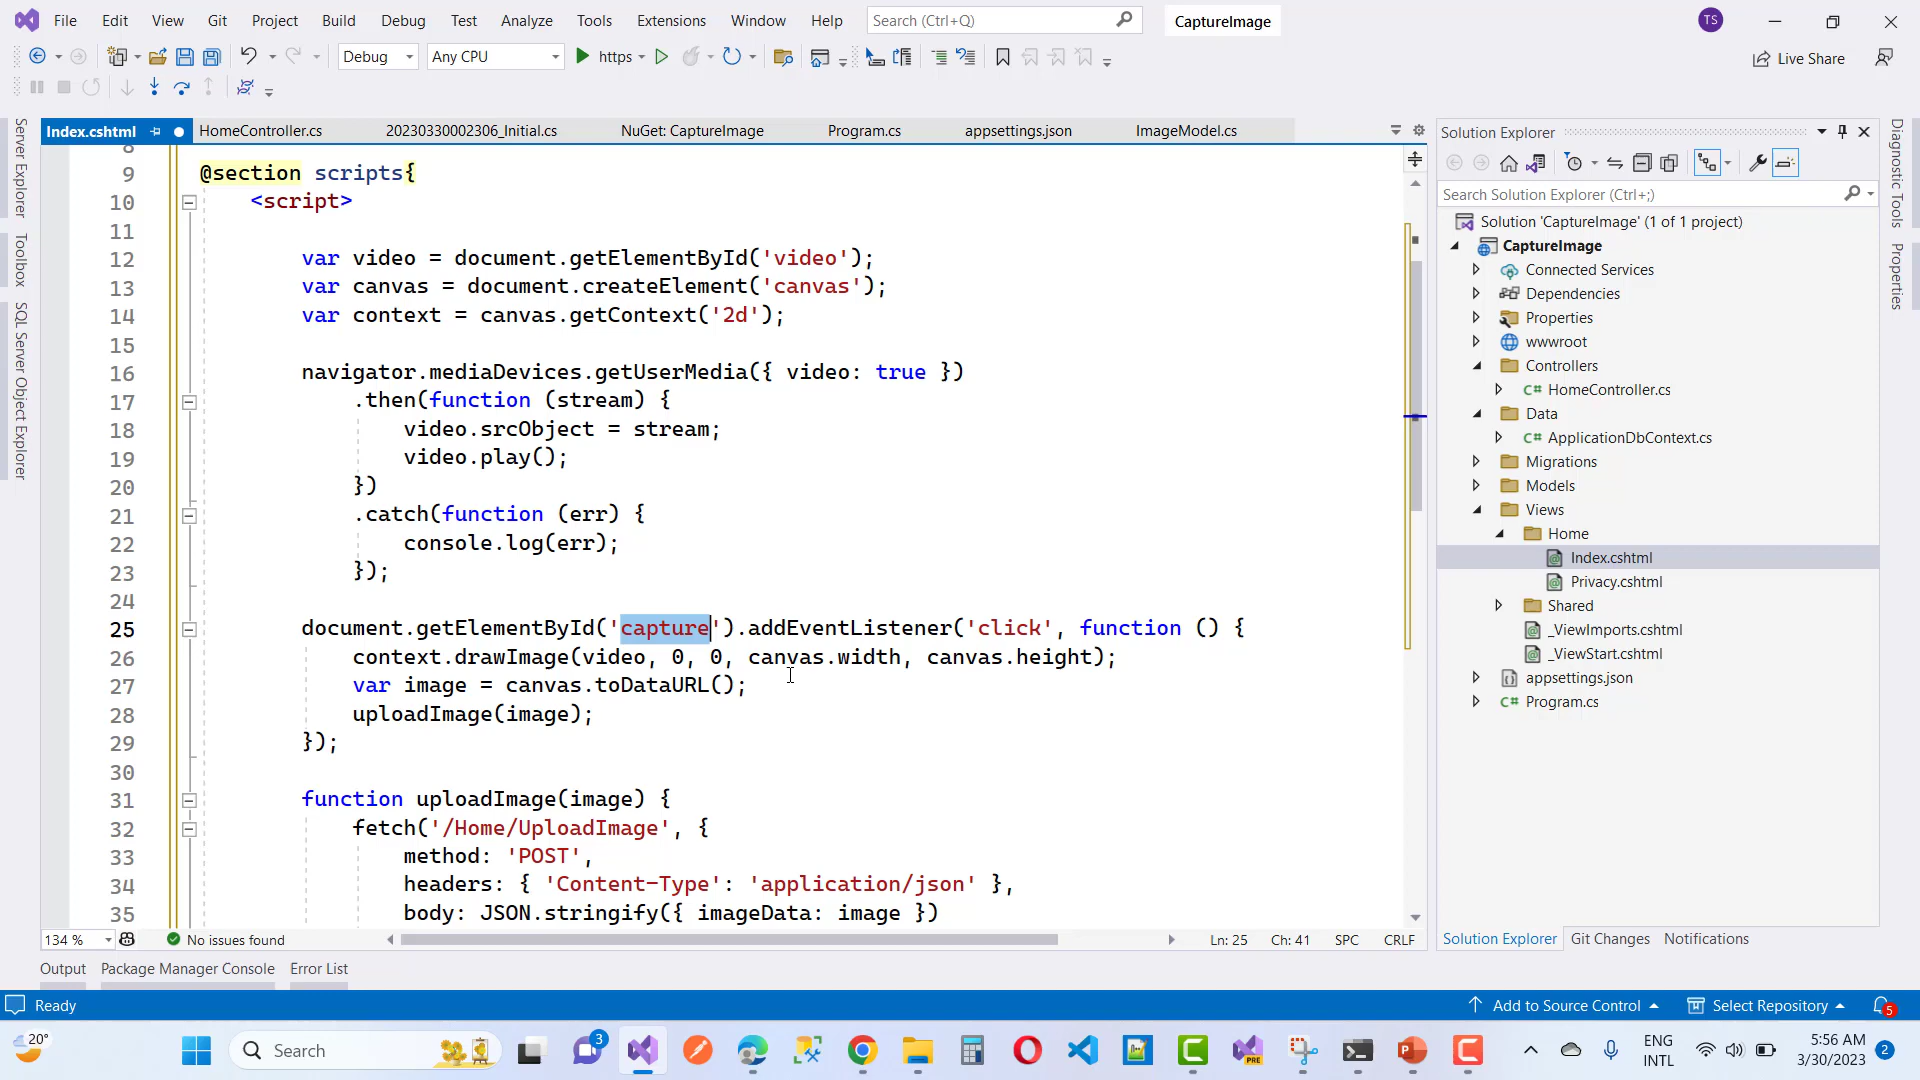 File Edit View Git Project Build Debug Test Analyze Tools Extensions Window Help Search (Ctrl+Q) CaptureImage TS
Debug Any CPU https Live Share
Index.cshtml HomeController.cs 20230330002306_Initial.cs NuGet: CaptureImage Program.cs appsettings.json ImageModel.cs
Server Explorer
Toolbox
SQL Server Object Explorer
8
9 @section scripts{
10 <script>
11
12 var video = document.getElementById('video');
13 var canvas = document.createElement('canvas');
14 var context = canvas.getContext('2d');
15
16 navigator.mediaDevices.getUserMedia({ video: true })
17 .then(function (stream) {
18 video.srcObject = stream;
19 video.play();
20 })
21 .catch(function (err) {
22 console.log(err);
23 });
24
25 document.getElementById('capture').addEventListener('click', function () {
26 context.drawImage(video, 0, 0, canvas.width, canvas.height);
27 var image = canvas.toDataURL();
28 uploadImage(image);
29 });
30
31 function uploadImage(image) {
32 fetch('/Home/UploadImage', {
33 method: 'POST',
34 headers: { 'Content-Type': 'application/json' },
35 body: JSON.stringify({ imageData: image })
134 % No issues found Ln: 25 Ch: 41 SPC CRLF
Solution Explorer
Search Solution Explorer (Ctrl+;)
Solution 'CaptureImage' (1 of 1 project)
CaptureImage
Connected Services
Dependencies
Properties
wwwroot
Controllers
C# HomeController.cs
Data
C# ApplicationDbContext.cs
Migrations
Models
Views
Home
Index.cshtml
Privacy.cshtml
Shared
_ViewImports.cshtml
_ViewStart.cshtml
appsettings.json
C# Program.cs
Solution Explorer Git Changes Notifications
Diagnostic Tools
Properties
Output Package Manager Console Error List
Ready Add to Source Control Select Repository 5
20° Search 3 PRE ENG 5:56 AM
INTL 3/30/2023 2